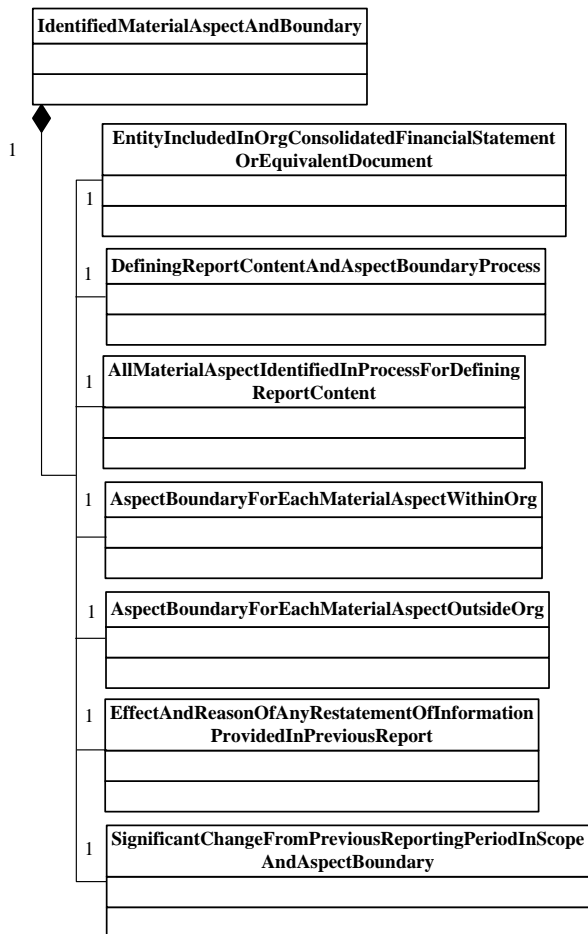 IdentifiedMaterialAspectAndBoundary
1
EntityIncludedInOrgConsolidatedFinancialStatement
OrEquivalentDocument
1
DefiningReportContentAndAspectBoundaryProcess
1
AllMaterialAspectIdentifiedInProcessForDefining
ReportContent
1
AspectBoundaryForEachMaterialAspectWithinOrg
1
AspectBoundaryForEachMaterialAspectOutsideOrg
1
EffectAndReasonOfAnyRestatementOfInformation
ProvidedInPreviousReport
1
SignificantChangeFromPreviousReportingPeriodInScope
AndAspectBoundary
1